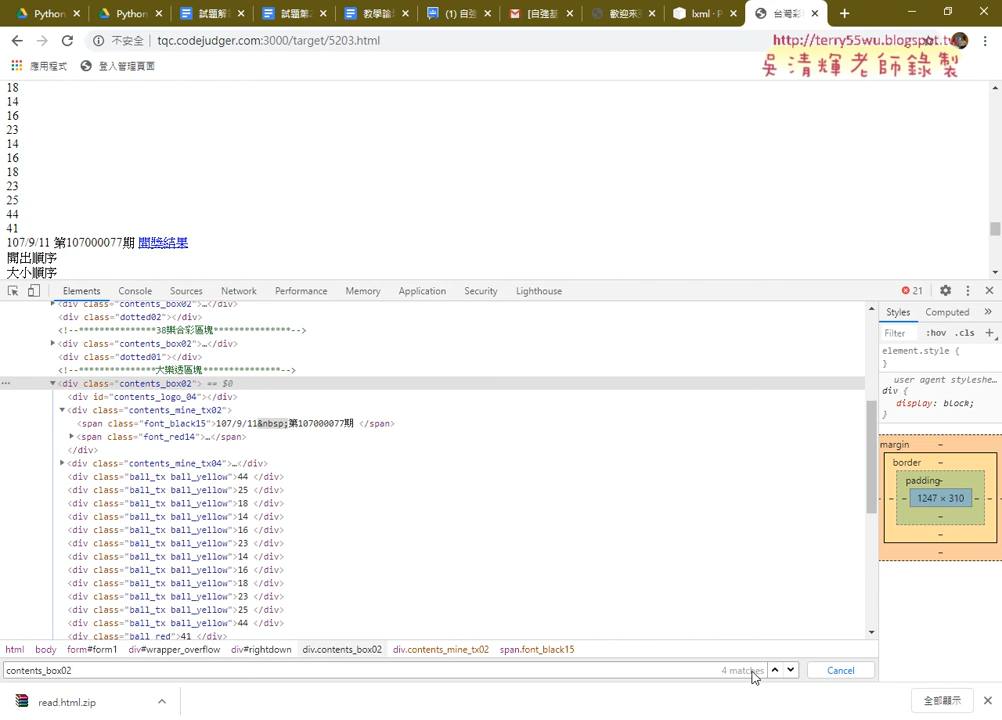 Python
Python
試題解
試題第2
教學論
(1) 自強
[自強基
歡迎來到
lxml · P
台灣彩
不安全
tqc.codejudger.com:3000/target/5203.html
http://terry55wu.blogspot.tw
吳清輝老師錄製
應用程式
登入管理頁面
18
14
16
23
14
16
18
23
25
44
41
107/9/11 第107000077期 開獎結果
開出順序
大小順序
Elements Console Sources Network Performance Memory Application Security Lighthouse
21
<div class="contents_box02">…</div>
<div class="dotted02"></div>
<!--***************38樂合彩區塊***************-->
<div class="contents_box02">…</div>
<div class="dotted01"></div>
<!--***************大樂透區塊***************-->
<div class="contents_box02"> == $0
<div id="contents_logo_04"></div>
<div class="contents_mine_tx02">
<span class="font_black15">107/9/11&nbsp;第107000077期 </span>
<span class="font_red14">…</span>
</div>
<div class="contents_mine_tx04">…</div>
<div class="ball_tx ball_yellow">44 </div>
<div class="ball_tx ball_yellow">25 </div>
<div class="ball_tx ball_yellow">18 </div>
<div class="ball_tx ball_yellow">14 </div>
<div class="ball_tx ball_yellow">16 </div>
<div class="ball_tx ball_yellow">23 </div>
<div class="ball_tx ball_yellow">14 </div>
<div class="ball_tx ball_yellow">16 </div>
<div class="ball_tx ball_yellow">18 </div>
<div class="ball_tx ball_yellow">23 </div>
<div class="ball_tx ball_yellow">25 </div>
<div class="ball_tx ball_yellow">44 </div>
<div class="ball_red">41 </div>
Styles Computed
Filter :hov .cls
element.style {
}
user agent styleshe…
div {
display: block;
}
margin
border
padding
1247 × 310
html body form#form1 div#wrapper_overflow div#rightdown div.contents_box02 div.contents_mine_tx02 span.font_black15
contents_box02
4 matches
Cancel
read.html.zip
全部顯示